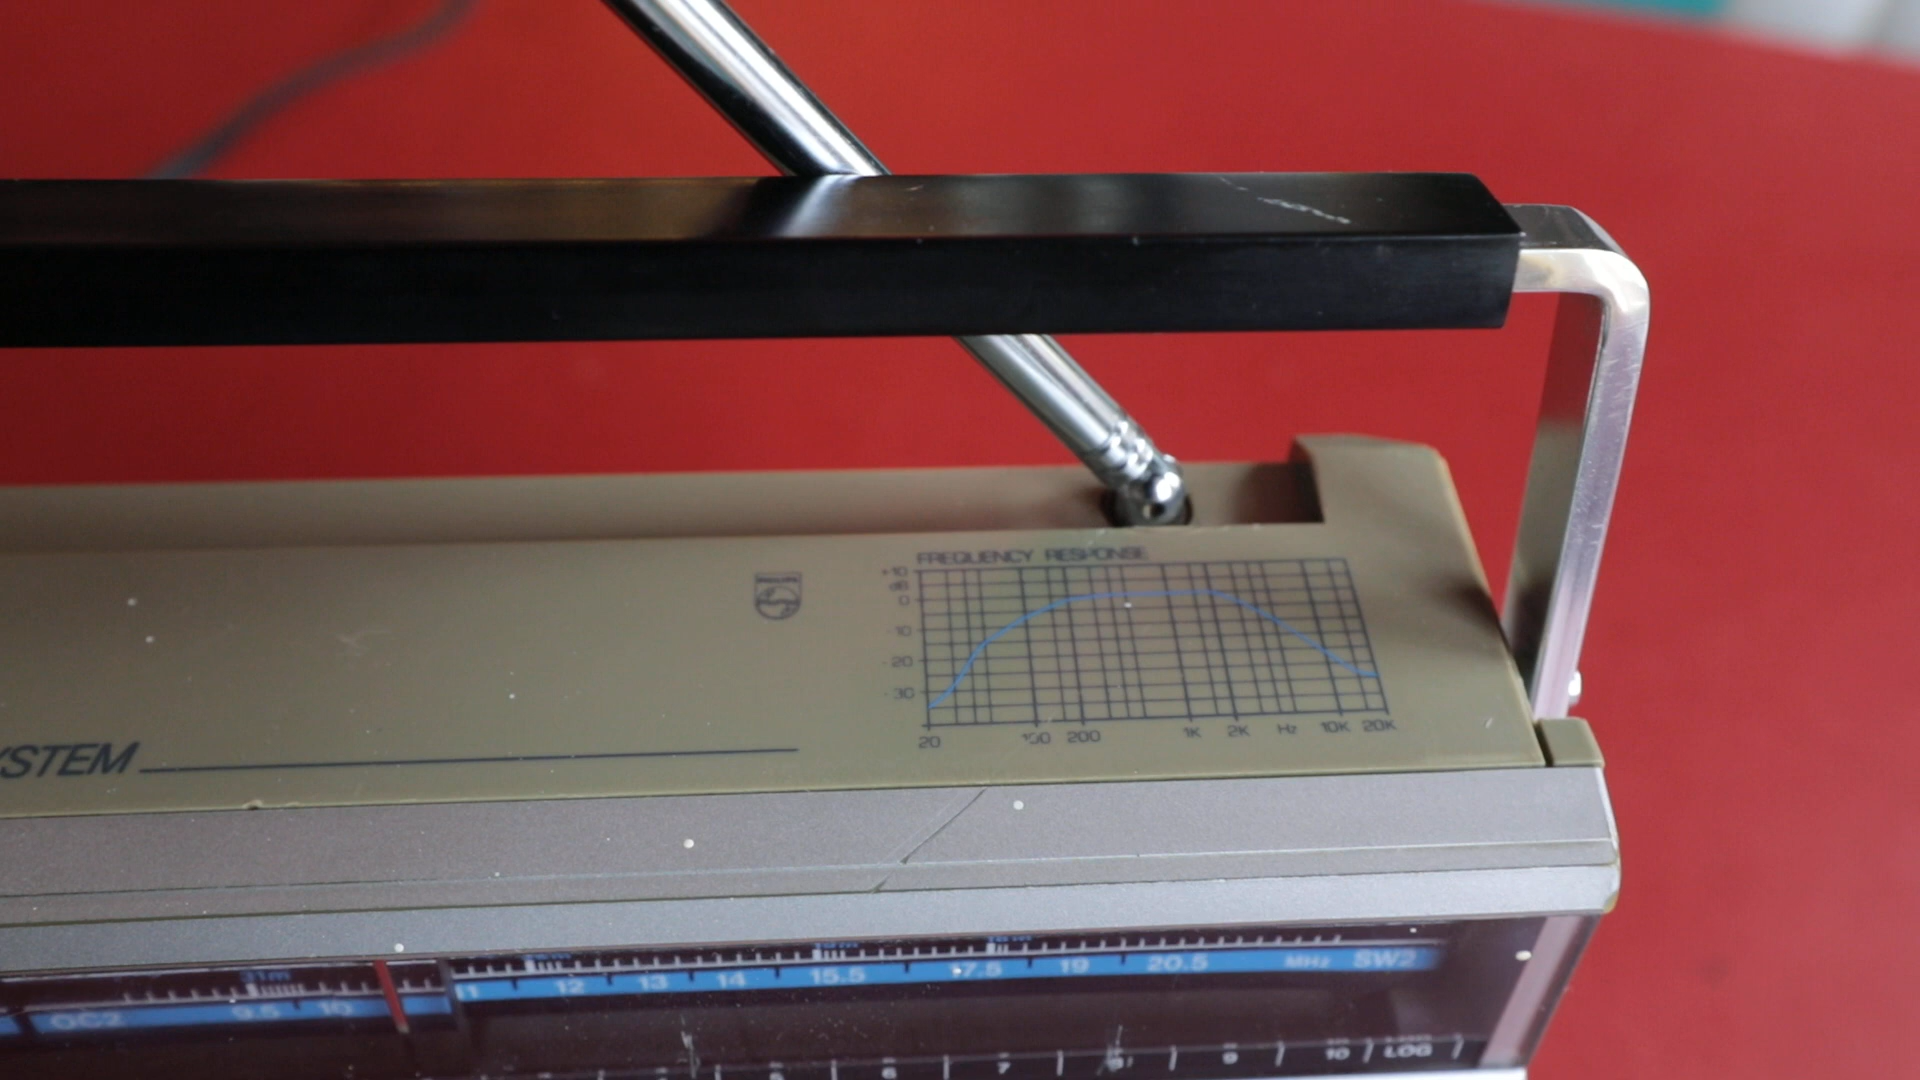 FREQUENCY RESPONSE
+10
dB
0
-10
-20
-30
20 100 200 1K 2K Hz 10K 20K
PHILIPS
YSTEM
31m
11 12 13 14 15.5 17.5 19 20.5 MHz SW2
OC2 9.5 10
5 6 7 8 9 10 LOG